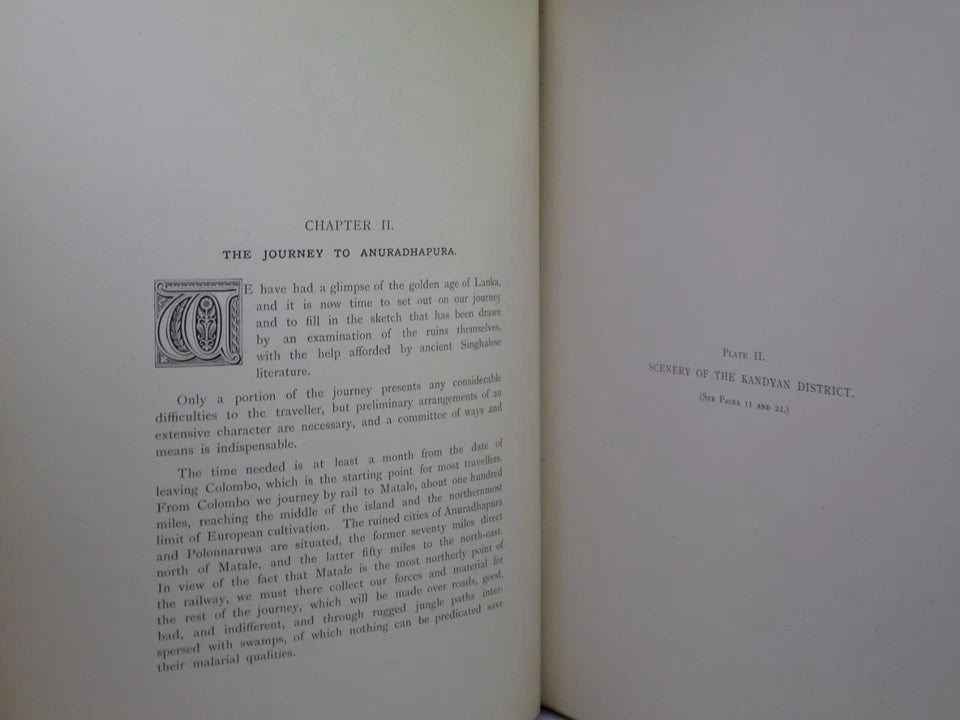 CHAPTER II.
THE JOURNEY TO ANURADHAPURA.
WE have had a glimpse of the golden age of Lanka,
and it is now time to set out on our journey
and to fill in the sketch that has been drawn
by an examination of the ruins themselves,
with the help afforded by ancient Singhalese
literature.
Only a portion of the journey presents any considerable
difficulties to the traveller, but preliminary arrangements of an
extensive character are necessary, and a committee of ways and
means is indispensable.
The time needed is at least a month from the date of
leaving Colombo, which is the starting point for most travellers.
From Colombo we journey by rail to Matale, about one hundred
miles, reaching the middle of the island and the northernmost
limit of European cultivation. The ruined cities of Anuradhapura
and Polonnaruwa are situated, the former seventy miles direct
north of Matale, and the latter fifty miles to the north-east.
In view of the fact that Matale is the most northerly point of
the railway, we must there collect our forces and material for
the rest of the journey, which will be made over roads, good,
bad, and indifferent, and through rugged jungle paths inter-
spersed with swamps, of which nothing can be predicated save
their malarial qualities.
PLATE II.
SCENERY OF THE KANDYAN DISTRICT.
(SEE PAGES 11 AND 21.)